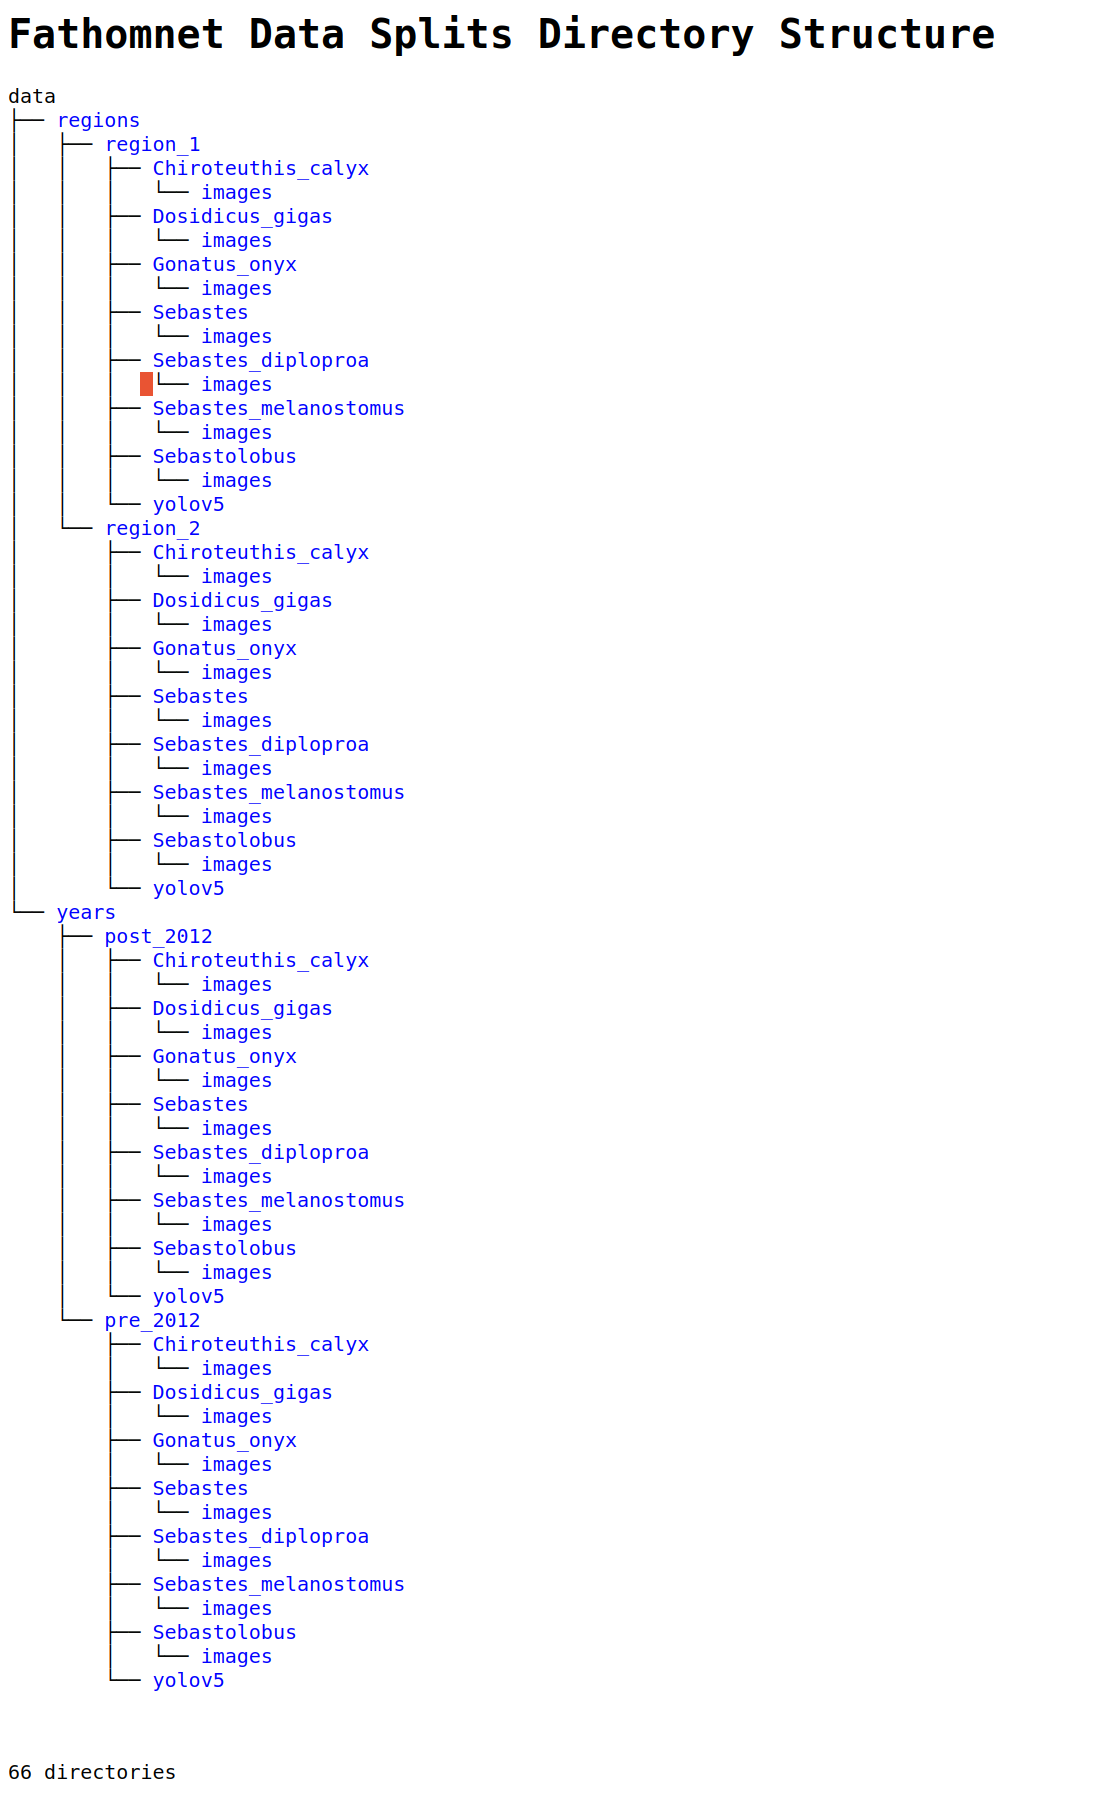 Fathomnet Data Splits Directory Structure
data
├── regions
│   ├── region_1
│   │   ├── Chiroteuthis_calyx
│   │   │   └── images
│   │   ├── Dosidicus_gigas
│   │   │   └── images
│   │   ├── Gonatus_onyx
│   │   │   └── images
│   │   ├── Sebastes
│   │   │   └── images
│   │   ├── Sebastes_diploproa
│   │   │   └── images
│   │   ├── Sebastes_melanostomus
│   │   │   └── images
│   │   ├── Sebastolobus
│   │   │   └── images
│   │   └── yolov5
│   └── region_2
│       ├── Chiroteuthis_calyx
│       │   └── images
│       ├── Dosidicus_gigas
│       │   └── images
│       ├── Gonatus_onyx
│       │   └── images
│       ├── Sebastes
│       │   └── images
│       ├── Sebastes_diploproa
│       │   └── images
│       ├── Sebastes_melanostomus
│       │   └── images
│       ├── Sebastolobus
│       │   └── images
│       └── yolov5
└── years
    ├── post_2012
    │   ├── Chiroteuthis_calyx
    │   │   └── images
    │   ├── Dosidicus_gigas
    │   │   └── images
    │   ├── Gonatus_onyx
    │   │   └── images
    │   ├── Sebastes
    │   │   └── images
    │   ├── Sebastes_diploproa
    │   │   └── images
    │   ├── Sebastes_melanostomus
    │   │   └── images
    │   ├── Sebastolobus
    │   │   └── images
    │   └── yolov5
    └── pre_2012
        ├── Chiroteuthis_calyx
        │   └── images
        ├── Dosidicus_gigas
        │   └── images
        ├── Gonatus_onyx
        │   └── images
        ├── Sebastes
        │   └── images
        ├── Sebastes_diploproa
        │   └── images
        ├── Sebastes_melanostomus
        │   └── images
        ├── Sebastolobus
        │   └── images
        └── yolov5
66 directories